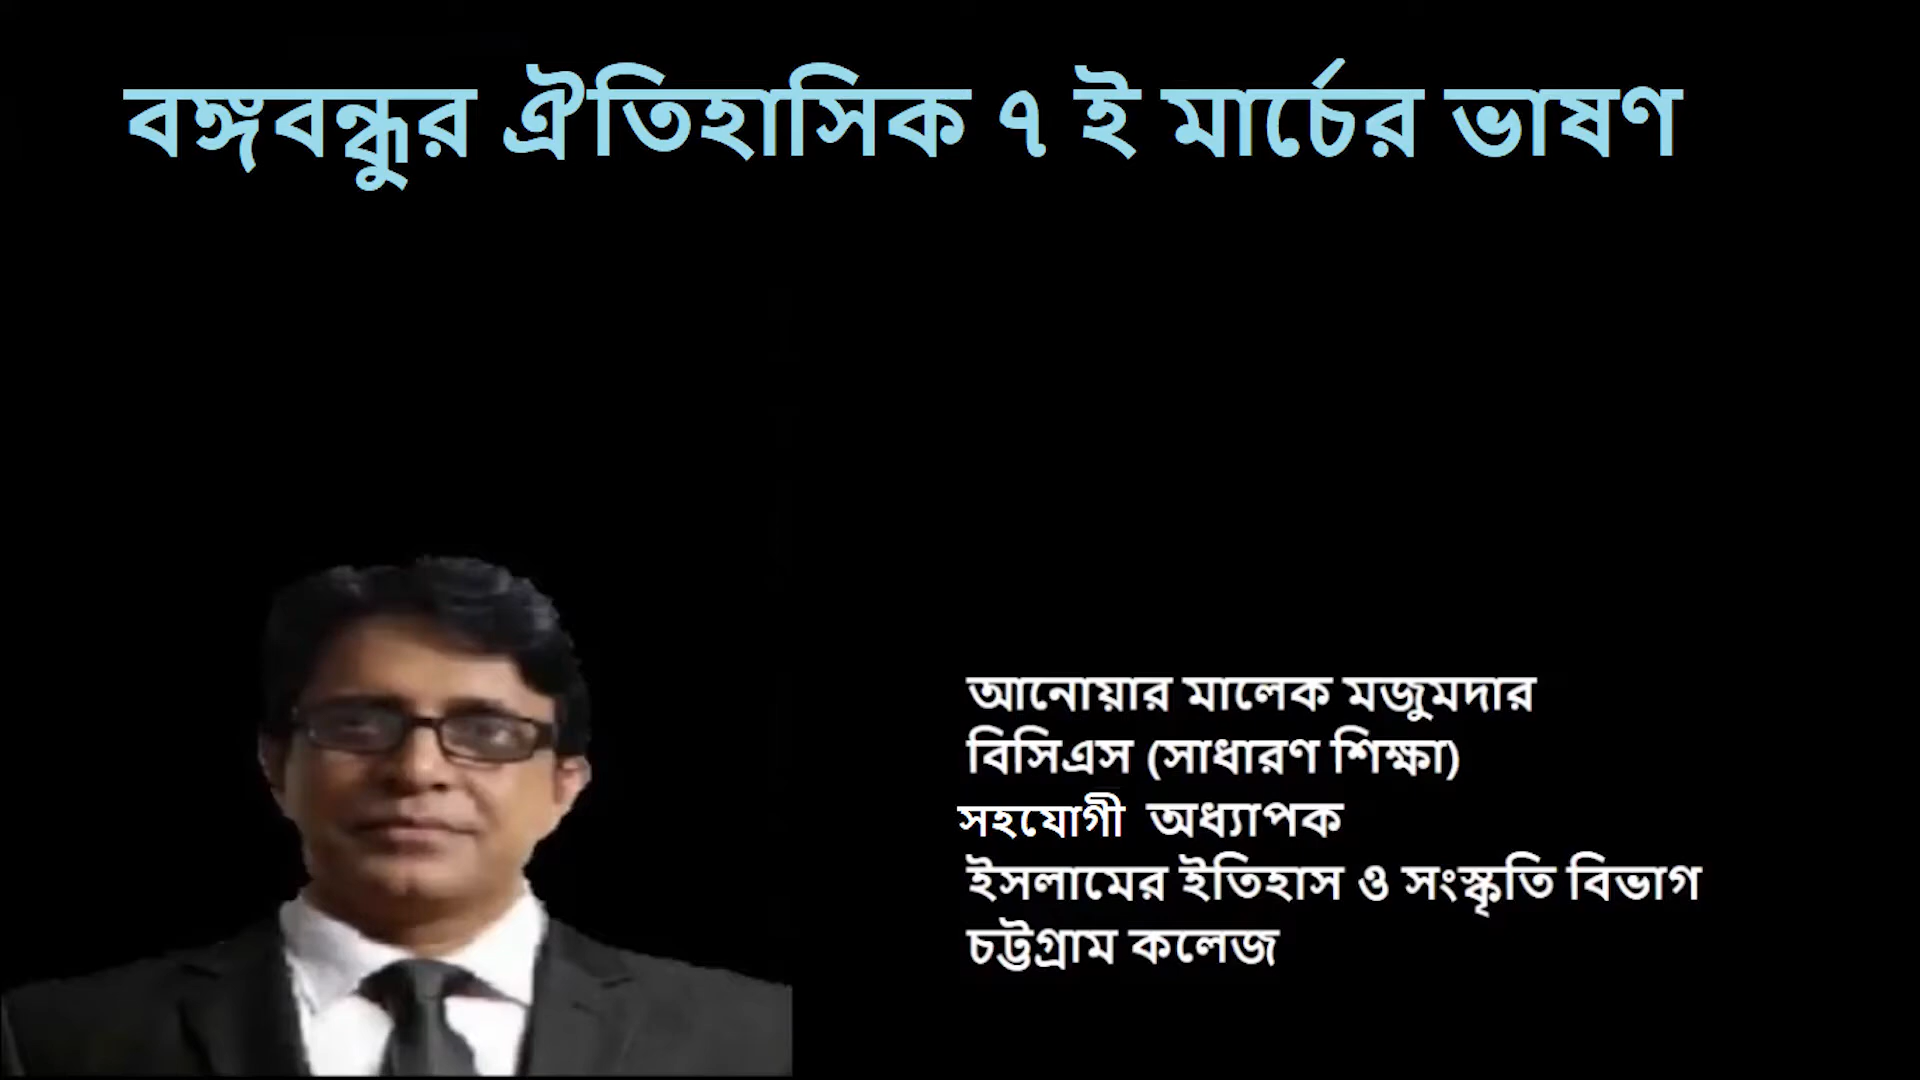 বঙ্গবন্ধুর ঐতিহাসিক ৭ ই মার্চের ভাষণ
আনোয়ার মালেক মজুমদার
বিসিএস (সাধারণ শিক্ষা)
সহযোগী অধ্যাপক
ইসলামের ইতিহাস ও সংস্কৃতি বিভাগ
চট্টগ্রাম কলেজ